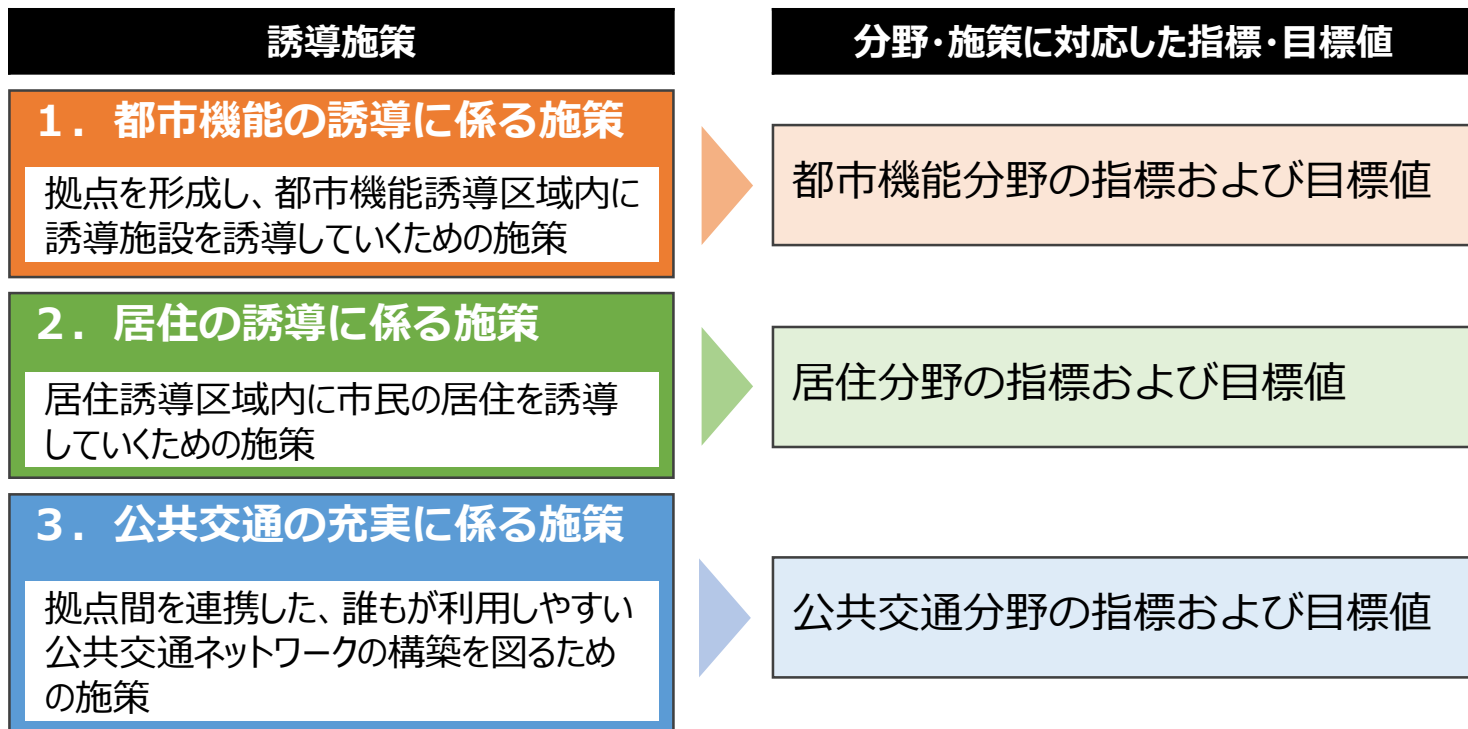 誘導施策
分野・施策に対応した指標・目標値
１．都市機能の誘導に係る施策
拠点を形成し、都市機能誘導区域内に
誘導施設を誘導していくための施策
都市機能分野の指標および目標値
２．居住の誘導に係る施策
居住誘導区域内に市民の居住を誘導
していくための施策
居住分野の指標および目標値
３．公共交通の充実に係る施策
拠点間を連携した、誰もが利用しやすい
公共交通ネットワークの構築を図るため
の施策
公共交通分野の指標および目標値